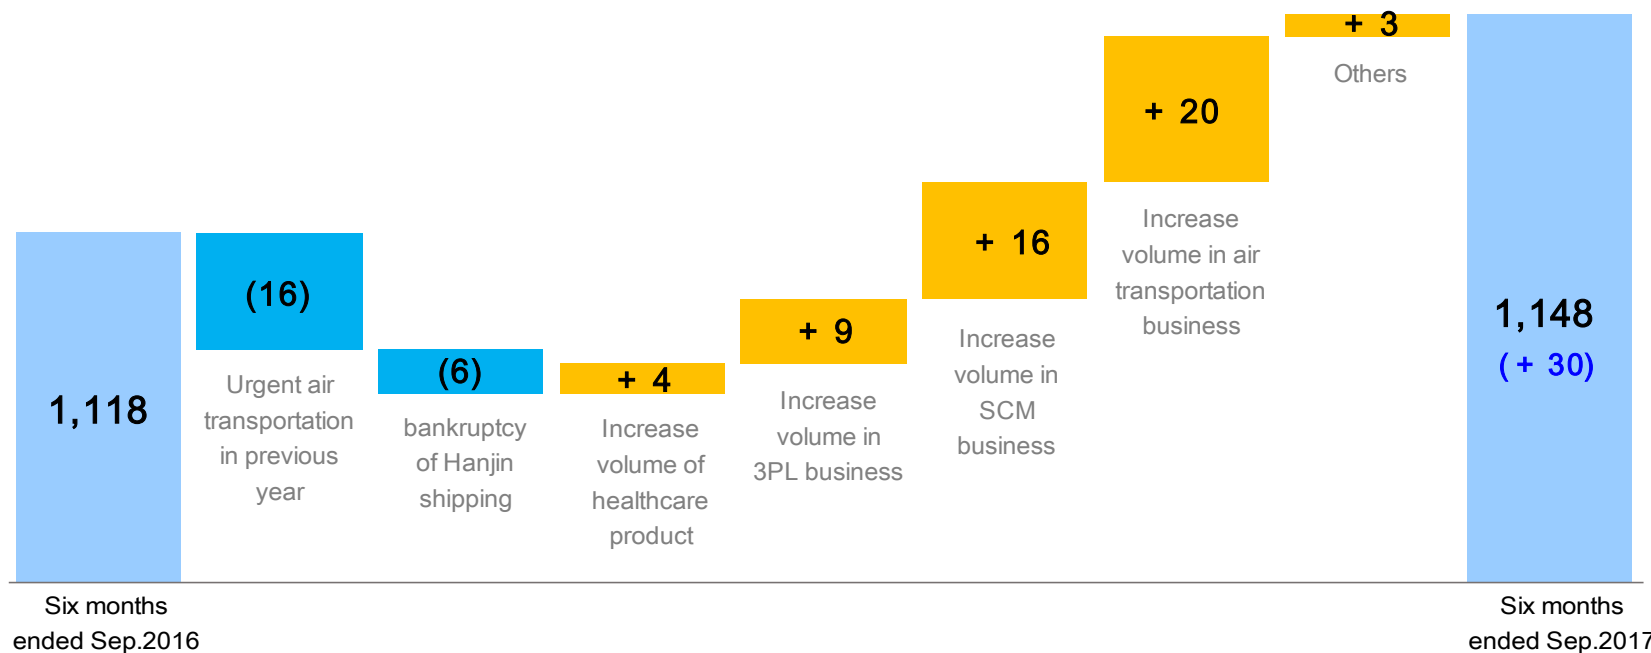 1,118
Six months
ended Sep.2016
(16)
Urgent air
transportation
in previous
year
(6)
bankruptcy
of Hanjin
shipping
+ 4
Increase
volume of
healthcare
product
+ 9
Increase
volume in
3PL business
+ 16
Increase
volume in
SCM
business
+ 20
Increase
volume in air
transportation
business
+ 3
Others
1,148
(+ 30)
Six months
ended Sep.2017